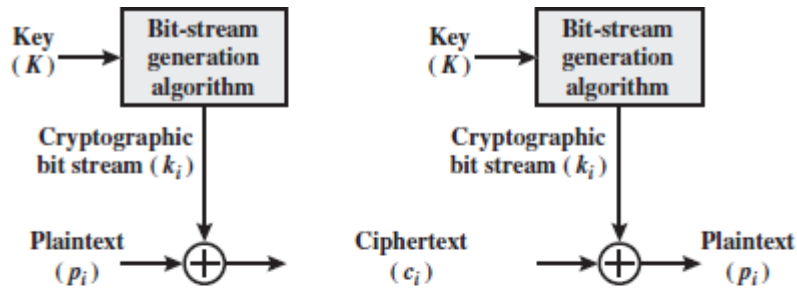 Key
(K)
Bit-stream
generation
algorithm
Cryptographic
bit stream (kᵢ)
Plaintext
(pᵢ)
Key
(K)
Bit-stream
generation
algorithm
Cryptographic
bit stream (kᵢ)
Ciphertext
(cᵢ)
Plaintext
(pᵢ)